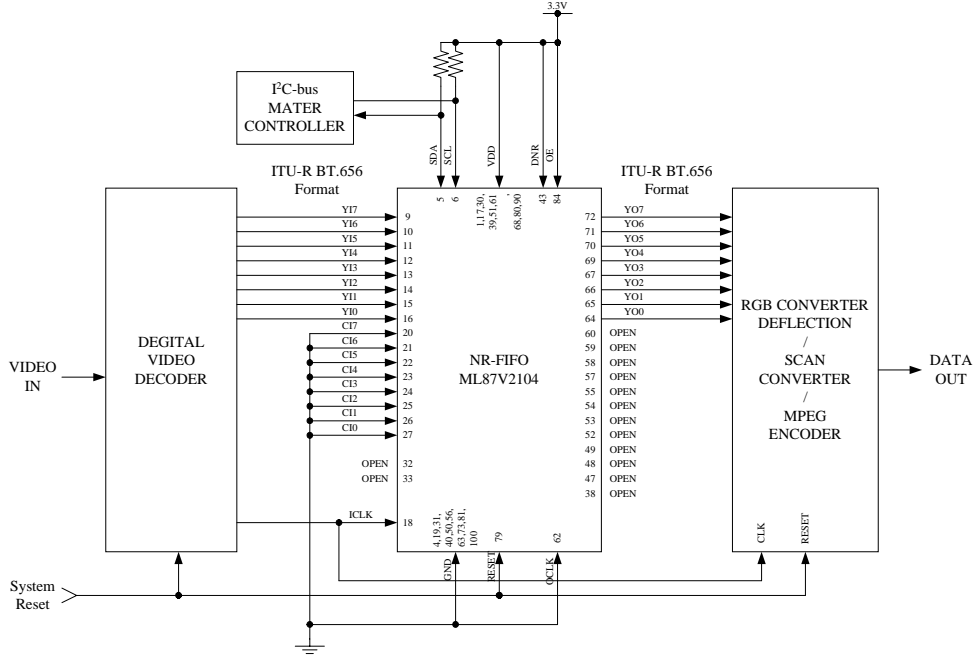 3.3V
I²C-bus
MATER
CONTROLLER
SDA
SCL
VDD
DNR
OE
ITU-R BT.656
Format
ITU-R BT.656
Format
5
6
1,17,30,
39,51,61
,
68,80,90
43
84
YI7
YI6
YI5
YI4
YI3
YI2
YI1
YI0
CI7
CI6
CI5
CI4
CI3
CI2
CI1
CI0
9
10
11
12
13
14
15
16
20
21
22
23
24
25
26
27
OPEN 32
OPEN 33
ICLK 18
VIDEO
IN
DEGITAL
VIDEO
DECODER
NR-FIFO
ML87V2104
72 YO7
71 YO6
70 YO5
69 YO4
67 YO3
66 YO2
65 YO1
64 YO0
60 OPEN
59 OPEN
58 OPEN
57 OPEN
55 OPEN
54 OPEN
53 OPEN
52 OPEN
49 OPEN
48 OPEN
47 OPEN
38 OPEN
RGB CONVERTER
DEFLECTION
/
SCAN
CONVERTER
/
MPEG
ENCODER
DATA
OUT
4,19,31,
40,50,56,
63,73,81,
100
79
62
GND
RESET
OCLK
CLK
RESET
System
Reset